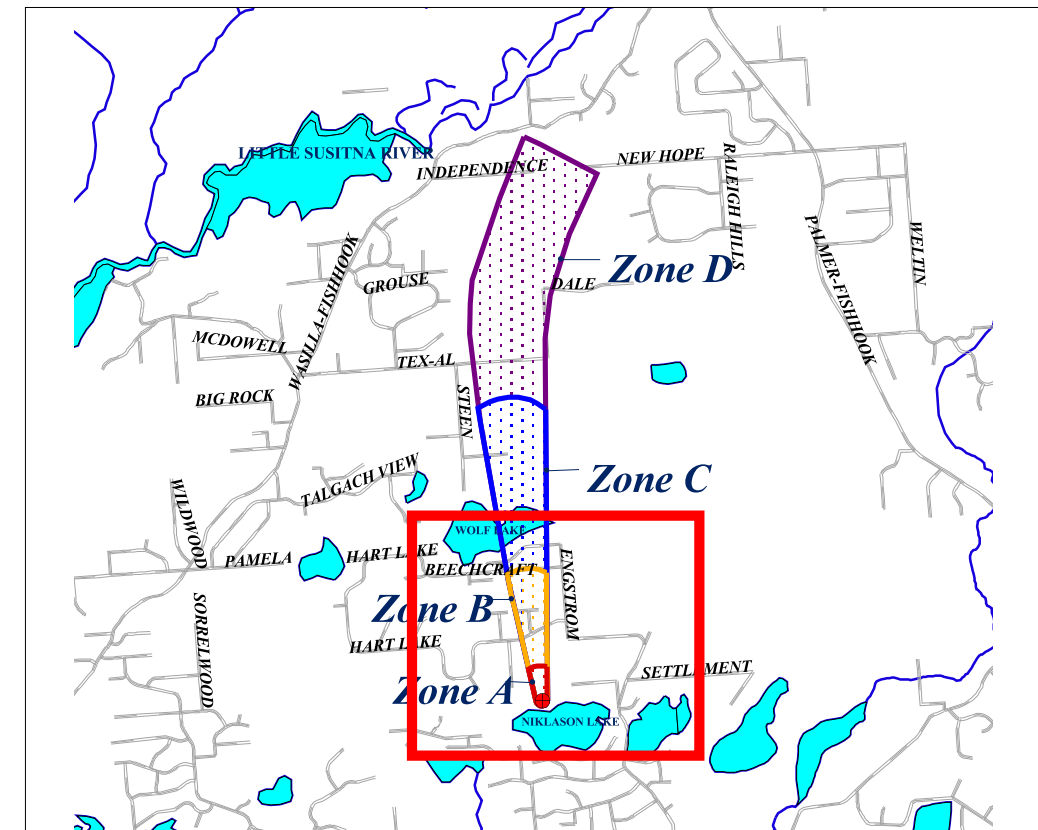 LITTLE SUSITNA RIVER
INDEPENDENCE
NEW HOPE
RALEIGH HILLS
WELTIN
PALMER-FISHHOOK
Zone D
DALE
GROUSE
WASILLA-FISHHOOK
MCDOWELL
TEX-AL
BIG ROCK
STEEN
TALGACH VIEW
Zone C
WILDWOOD
WOLF LAKE
PAMELA
HART LAKE
BEECHCRAFT
ENGSTROM
Zone B
SORRELWOOD
HART LAKE
SETTLEMENT
Zone A
NIKLASON LAKE